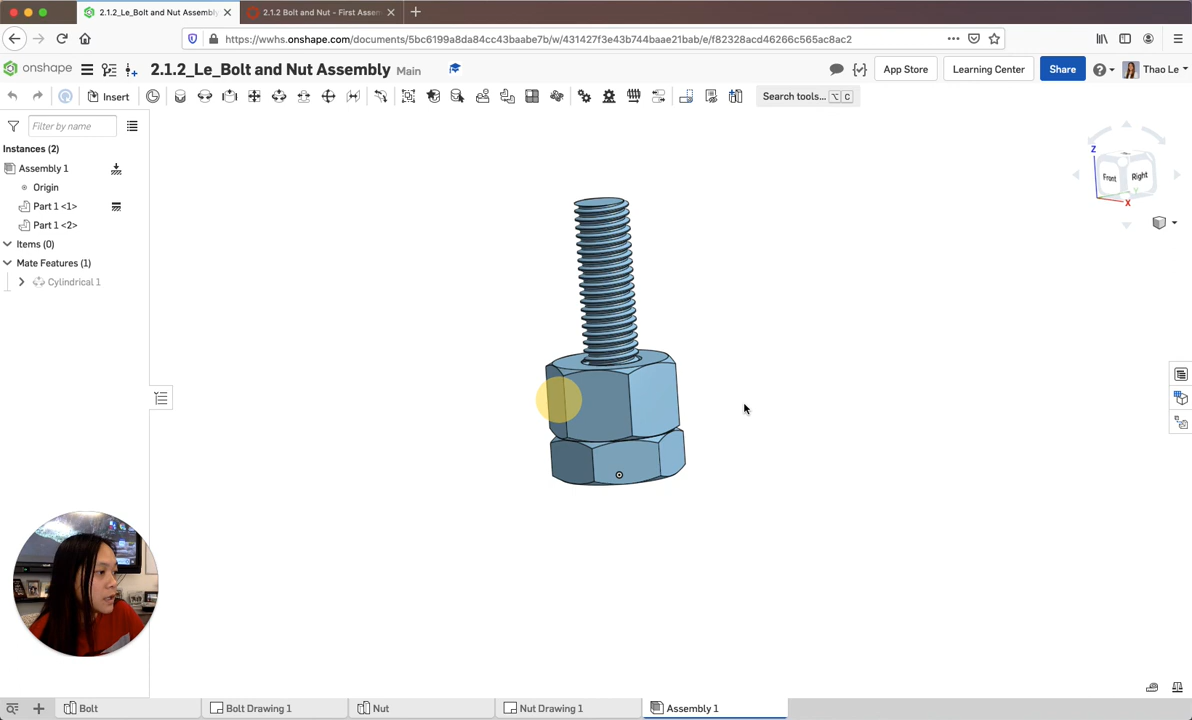 2.1.2_Le_Bolt and Nut Assembly
2.1.2 Bolt and Nut - First Assem
https://wwhs.onshape.com/documents/5bc6199a8da84cc43baabe7b/w/431427f3e43b744baae21bab/e/f82328acd46266c565ac8ac2
onshape
2.1.2_Le_Bolt and Nut Assembly Main
App Store
Learning Center
Share
Thao Le
Insert
Search tools... ⌥ C
Filter by name
Instances (2)
Assembly 1
Origin
Part 1 <1>
Part 1 <2>
Items (0)
Mate Features (1)
Cylindrical 1
Z
Front
Right
Y
X
Bolt
Bolt Drawing 1
Nut
Nut Drawing 1
Assembly 1